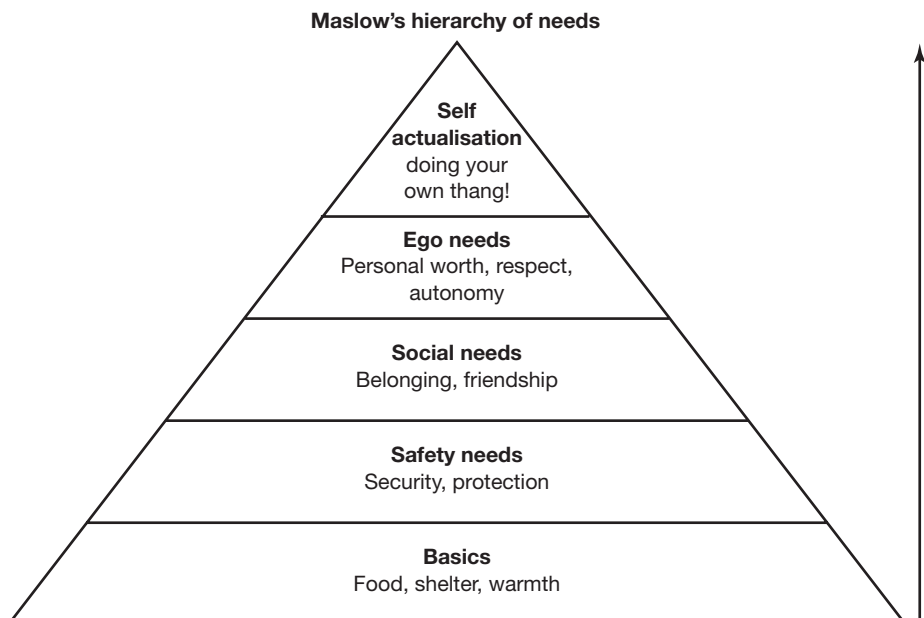 Maslow’s hierarchy of needs
Self
actualisation
doing your
own thang!
Ego needs
Personal worth, respect,
autonomy
Social needs
Belonging, friendship
Safety needs
Security, protection
Basics
Food, shelter, warmth